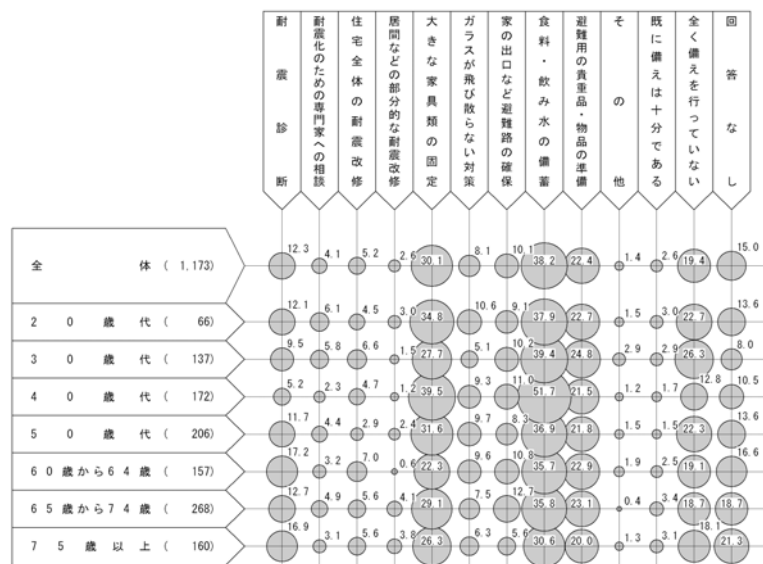 耐震診断
耐震化のための専門家への相談
住宅全体の耐震改修
居間などの部分的な耐震改修
大きな家具類の固定
ガラスが飛び散らない対策
家の出口など避難路の確保
食料・飲み水の備蓄
避難用の貴重品・物品の準備
その他
既に備えは十分である
全く備えを行っていない
回答なし
全体 ( 1,173) 12.3 4.1 5.2 2.6 30.1 8.1 10.1 38.2 22.4 1.4 2.6 19.4 15.0
20歳代 ( 66) 12.1 6.1 4.5 3.0 34.8 10.6 9.1 37.9 22.7 1.5 3.0 22.7 13.6
30歳代 ( 137) 9.5 5.8 6.6 1.5 27.7 5.1 10.2 39.4 24.8 2.9 2.9 26.3 8.0
40歳代 ( 172) 5.2 2.3 4.7 1.2 39.5 9.3 11.0 51.7 21.5 1.2 1.7 12.8 10.5
50歳代 ( 206) 11.7 4.4 2.9 2.4 31.6 9.7 8.3 36.9 21.8 1.5 1.5 22.3 13.6
60歳から64歳 ( 157) 17.2 3.2 7.0 0.6 22.3 9.6 10.8 35.7 22.9 1.9 2.5 19.1 16.6
65歳から74歳 ( 268) 12.7 4.9 5.6 4.1 29.1 7.5 12.7 35.8 23.1 0.4 3.4 18.7 18.7
75歳以上 ( 160) 16.9 3.1 5.6 3.8 26.3 6.3 5.6 30.6 20.0 1.3 3.1 18.1 21.3